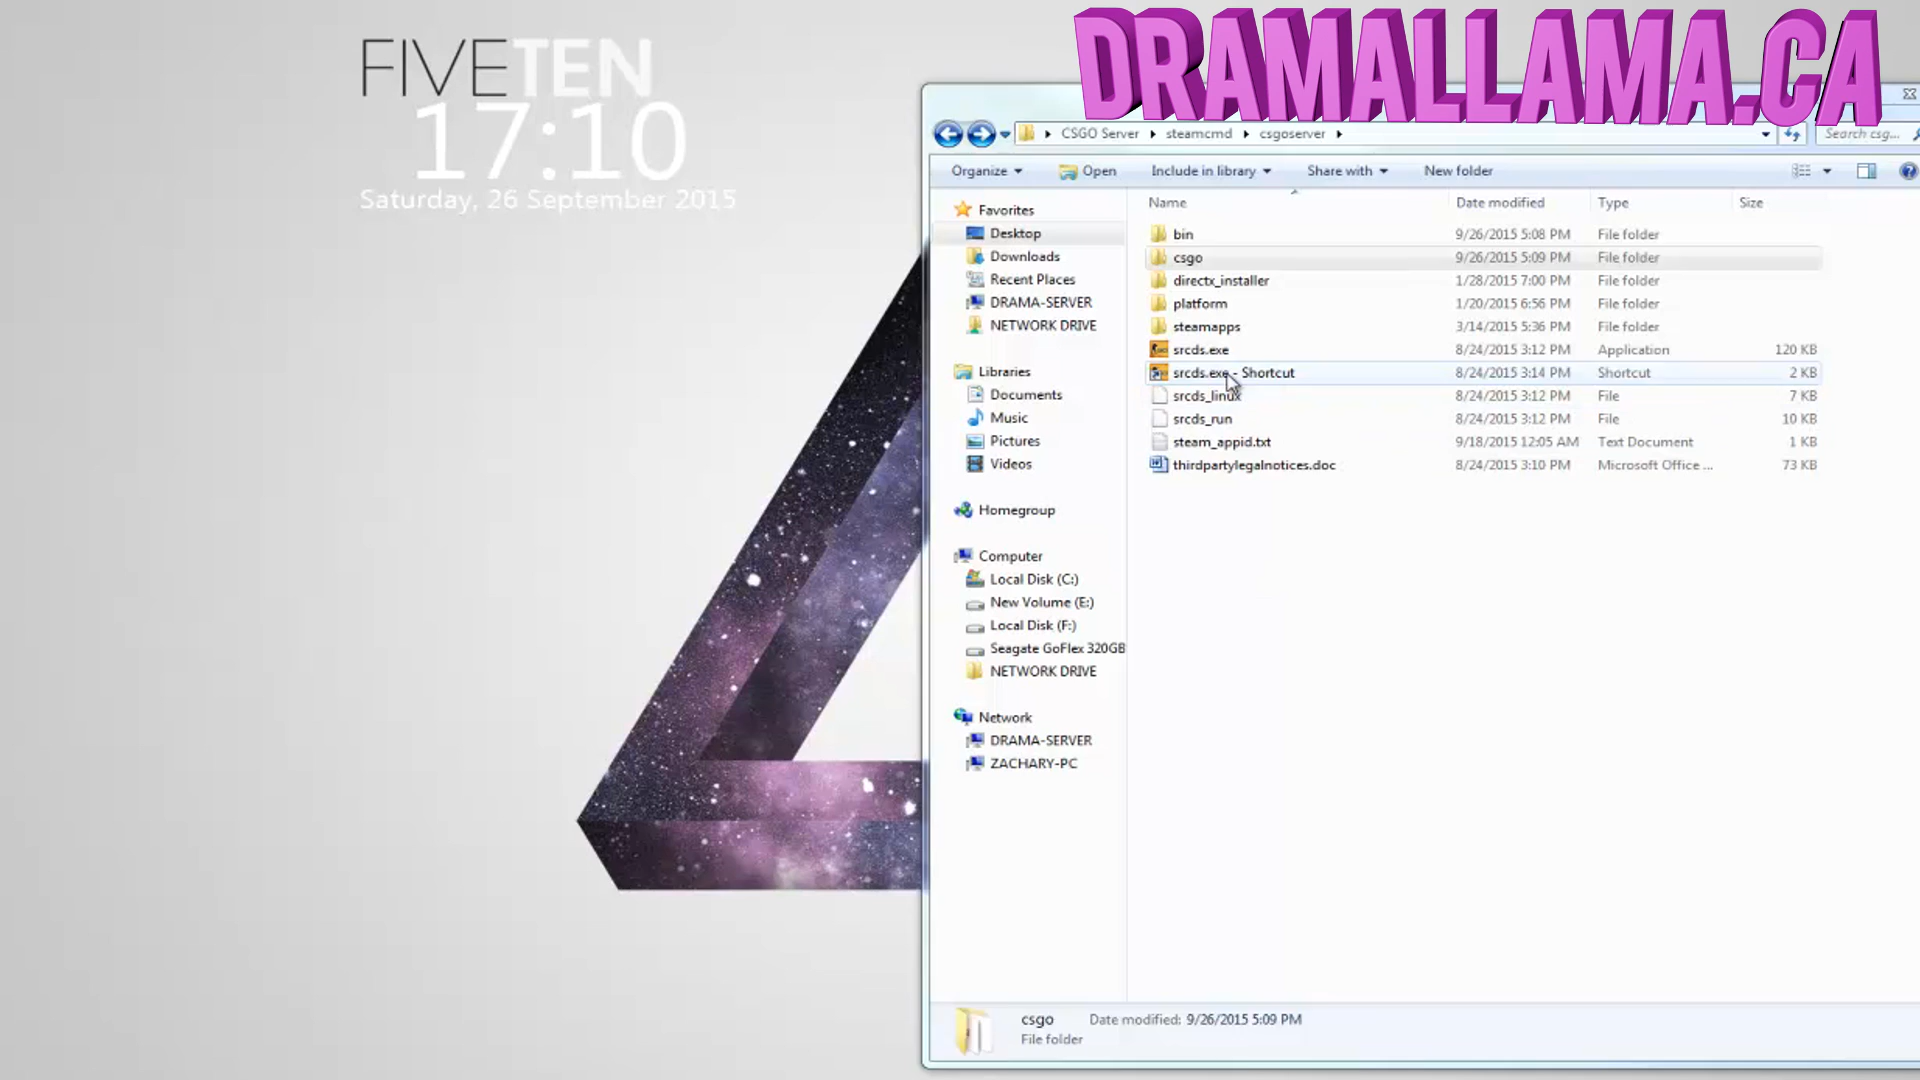 DRAMALLAMA.CA
FIVETEN
17:10
Saturday, 26 September 2015
CSGO Server steamcmd csgoserver
Search csg...
Organize Open Include in library Share with New folder
Name Date modified Type Size
Favorites
Desktop
Downloads
Recent Places
DRAMA-SERVER
NETWORK DRIVE
Libraries
Documents
Music
Pictures
Videos
Homegroup
Computer
Local Disk (C:)
New Volume (E:)
Local Disk (F:)
Seagate GoFlex 320GB
NETWORK DRIVE
Network
DRAMA-SERVER
ZACHARY-PC
bin 9/26/2015 5:08 PM File folder
csgo 9/26/2015 5:09 PM File folder
directx_installer 1/28/2015 7:00 PM File folder
platform 1/20/2015 6:56 PM File folder
steamapps 3/14/2015 5:36 PM File folder
srcds.exe 8/24/2015 3:12 PM Application 120 KB
srcds.exe - Shortcut 8/24/2015 3:14 PM Shortcut 2 KB
srcds_linux 8/24/2015 3:12 PM File 7 KB
srcds_run 8/24/2015 3:12 PM File 10 KB
steam_appid.txt 9/18/2015 12:05 AM Text Document 1 KB
thirdpartylegalnotices.doc 8/24/2015 3:10 PM Microsoft Office ... 73 KB
csgo Date modified: 9/26/2015 5:09 PM
File folder